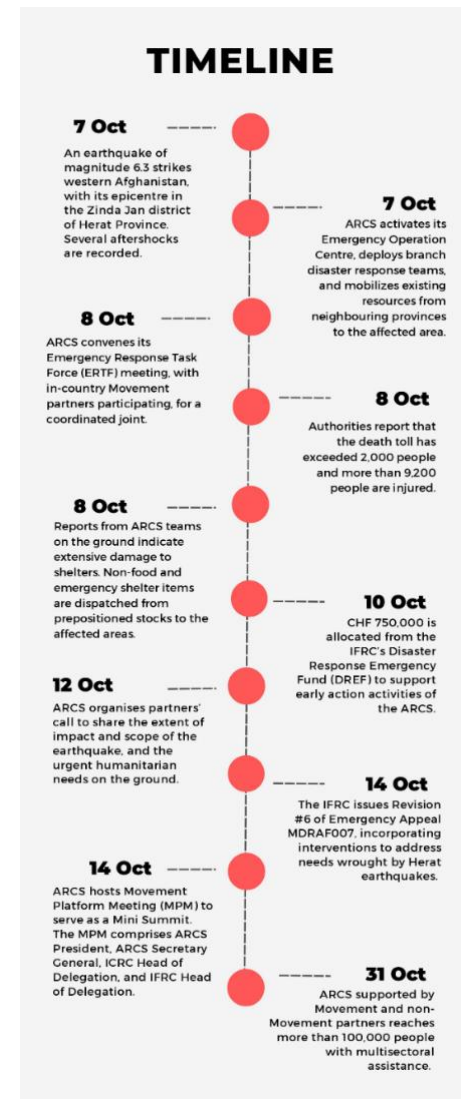 TIMELINE
7 Oct
An earthquake of
magnitude 6.3 strikes
western Afghanistan,
with its epicentre in
the Zinda Jan district
of Herat Province.
Several aftershocks
are recorded.
7 Oct
ARCS activates its
Emergency Operation
Centre, deploys branch
disaster response teams,
and mobilizes existing
resources from
neighbouring provinces
to the affected area.
8 Oct
ARCS convenes its
Emergency Response Task
Force (ERTF) meeting, with
in-country Movement
partners participating, for a
coordinated joint.
8 Oct
Authorities report that
the death toll has
exceeded 2,000 people
and more than 9,200
people are injured.
8 Oct
Reports from ARCS teams
on the ground indicate
extensive damage to
shelters. Non-food and
emergency shelter items
are dispatched from
prepositioned stocks to the
affected areas.
10 Oct
CHF 750,000 is
allocated from the
IFRC's Disaster
Response Emergency
Fund (DREF) to support
early action activities of
the ARCS.
12 Oct
ARCS organises partners'
call to share the extent of
impact and scope of the
earthquake, and the
urgent humanitarian
needs on the ground.
14 Oct
The IFRC issues Revision
#6 of Emergency Appeal
MDRAF007, incorporating
interventions to address
needs wrought by Herat
earthquakes.
14 Oct
ARCS hosts Movement
Platform Meeting (MPM) to
serve as a Mini Summit.
The MPM comprises ARCS
President, ARCS Secretary
General, ICRC Head of
Delegation, and IFRC Head
of Delegation.
31 Oct
ARCS supported by
Movement and non-
Movement partners reaches
more than 100,000 people
with multisectoral
assistance.